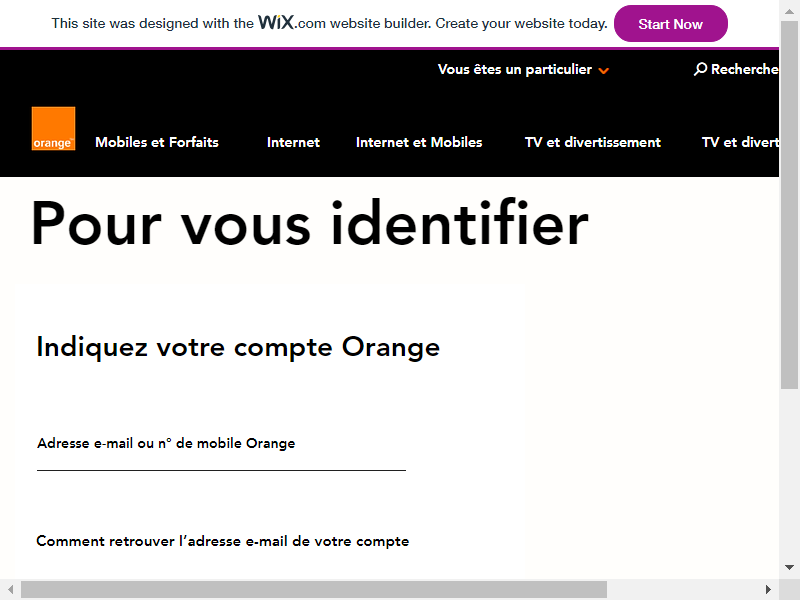 This site was designed with the WiX.com website builder. Create your website today. Start Now
Vous êtes un particulier Recherche
orange™ Mobiles et Forfaits Internet Internet et Mobiles TV et divertissement TV et divert
Pour vous identifier
Indiquez votre compte Orange
Adresse e-mail ou n° de mobile Orange
Comment retrouver l’adresse e-mail de votre compte